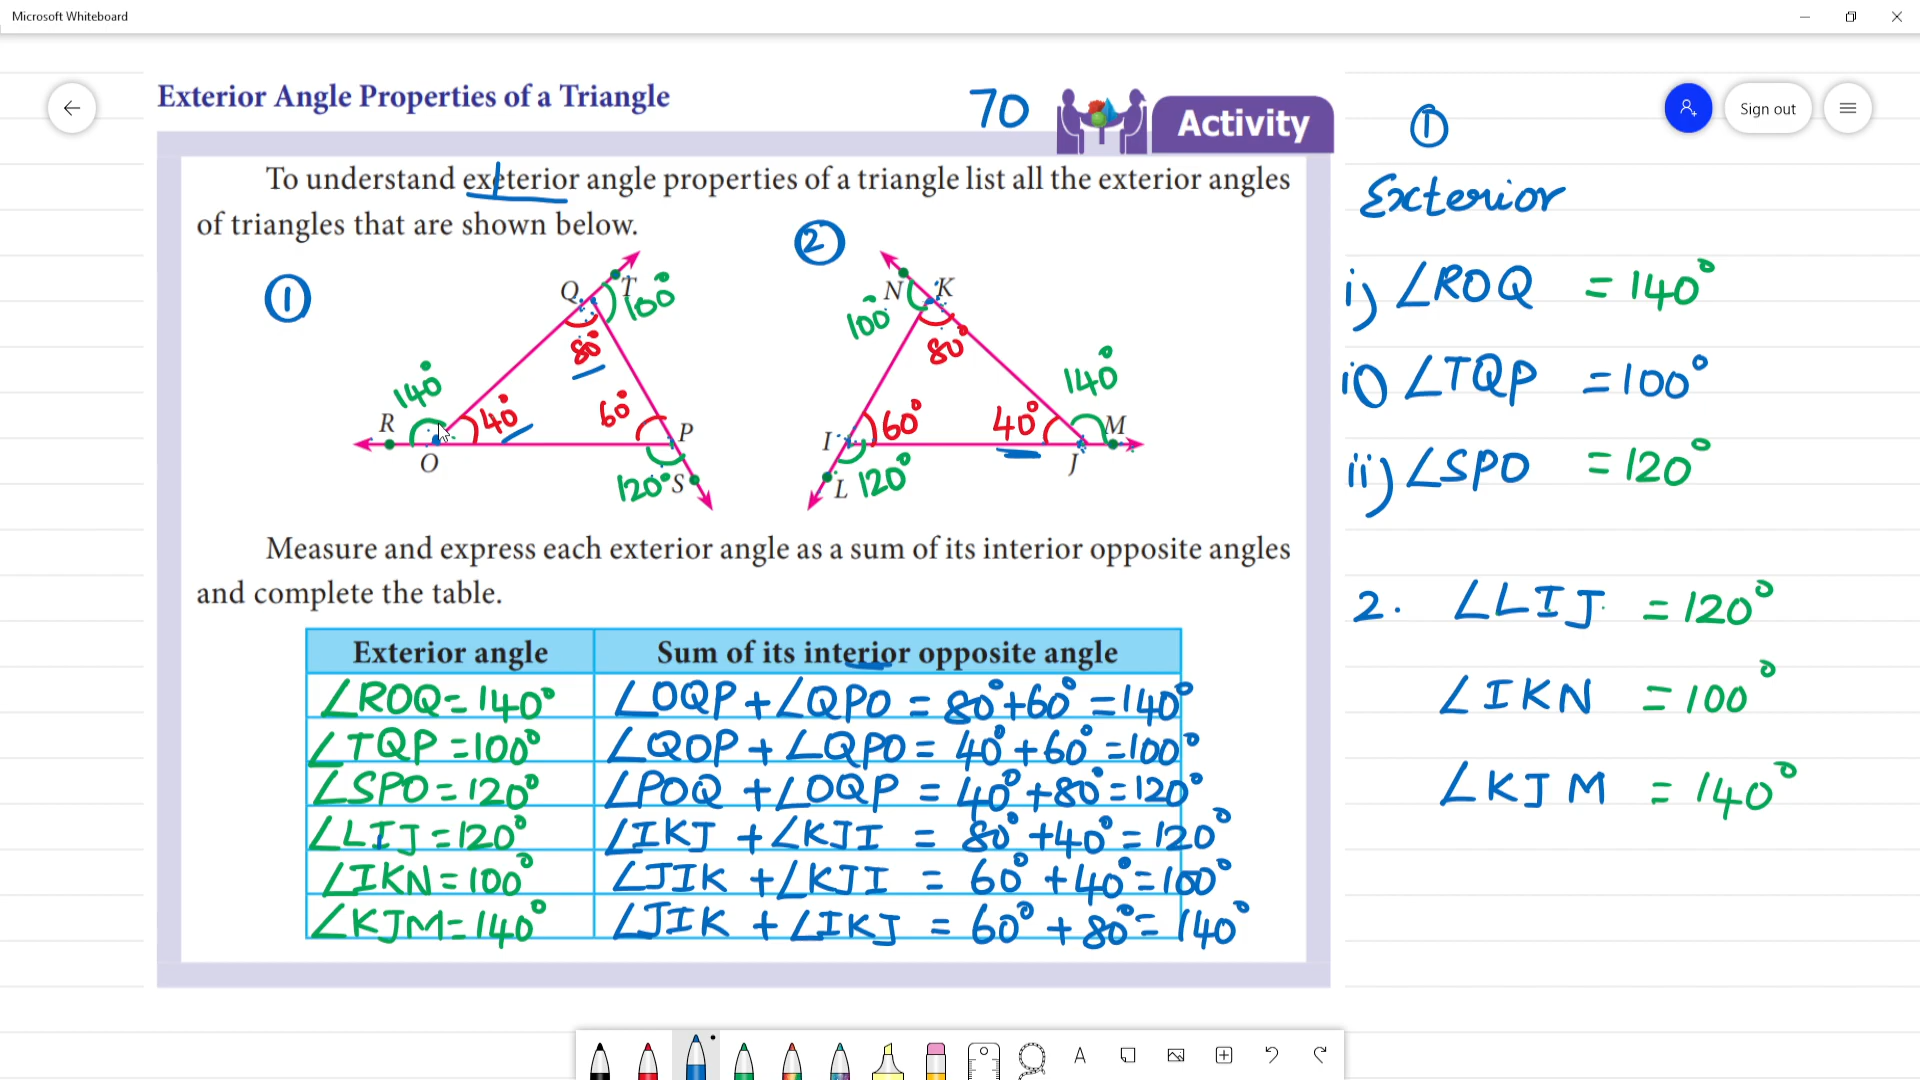 Microsoft Whiteboard
Sign out
Exterior Angle Properties of a Triangle
70
Activity
To understand exeterior angle properties of a triangle list all the exterior angles
of triangles that are shown below.
①
Q T 100°
80°
140°
R 40° 60° P
O
120° S
②
N K
100°
80°
140°
I 60° 40° M
J
L 120°
Measure and express each exterior angle as a sum of its interior opposite angles
and complete the table.
Exterior angle Sum of its interior opposite angle
∠ROQ=140° ∠OQP+∠QPO = 80°+60° =140°
∠TQP=100° ∠QOP + ∠QPO = 40°+60°=100°
∠SPO=120° ∠POQ +∠OQP = 40°+80°=120°
∠LIJ=120° ∠IKJ +∠KJI = 80°+40°=120°
∠IKN=100° ∠JIK +∠KJI = 60°+40°=100°
∠KJM=140° ∠JIK +∠IKJ = 60°+80°=140°
①
Exterior
i) ∠ROQ = 140°
ii) ∠TQP =100°
iii) ∠SPO =120°
2. ∠LIJ =120°
∠IKN =100°
∠KJM = 140°
A